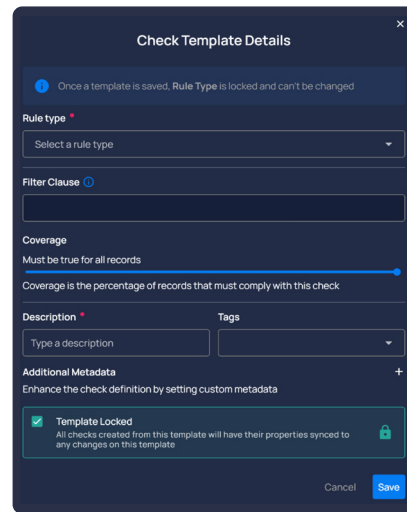 Check Template Details
Once a template is saved, Rule Type is locked and can't be changed
Rule type *
Select a rule type
Filter Clause
Coverage
Must be true for all records
Coverage is the percentage of records that must comply with this check
Description * Tags
Type a description
Additional Metadata +
Enhance the check definition by setting custom metadata
Template Locked
All checks created from this template will have their properties synced to
any changes on this template
Cancel Save